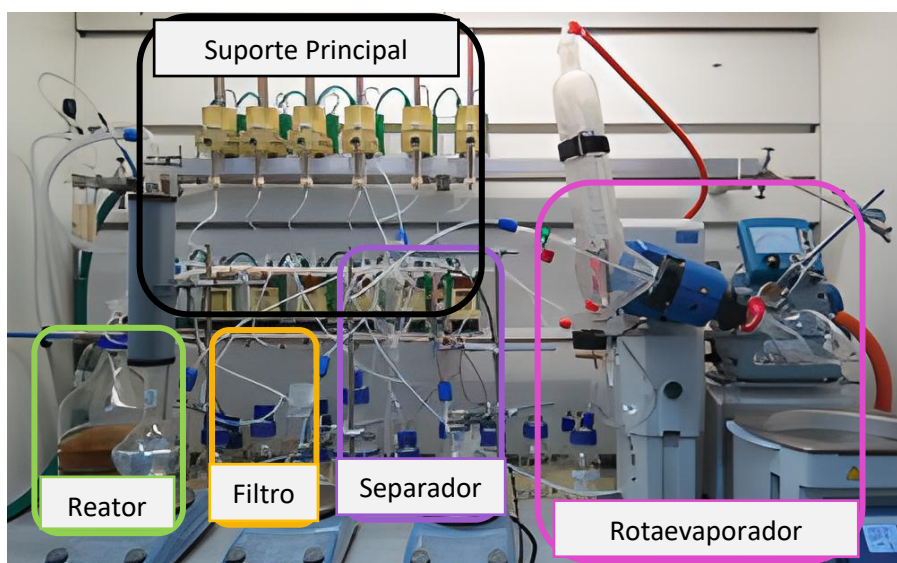 Suporte Principal
Reator
Filtro
Separador
Rotaevaporador